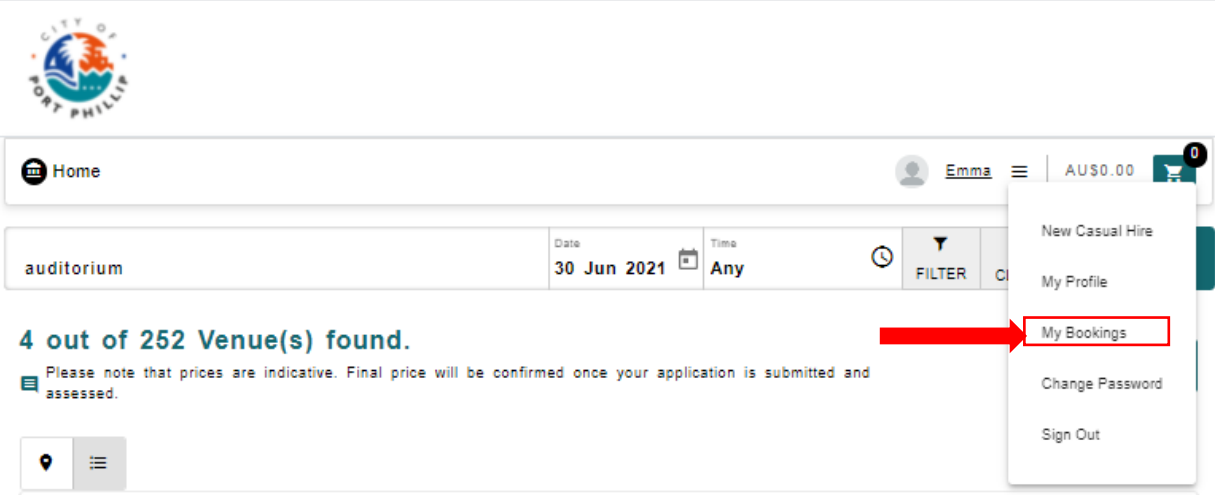 CITY OF
PORT PHILLIP
Home
Emma
AU$0.00
0
New Casual Hire
My Profile
My Bookings
Change Password
Sign Out
auditorium
Date
30 Jun 2021
Time
Any
FILTER
4 out of 252 Venue(s) found.
Please note that prices are indicative. Final price will be confirmed once your application is submitted and
assessed.